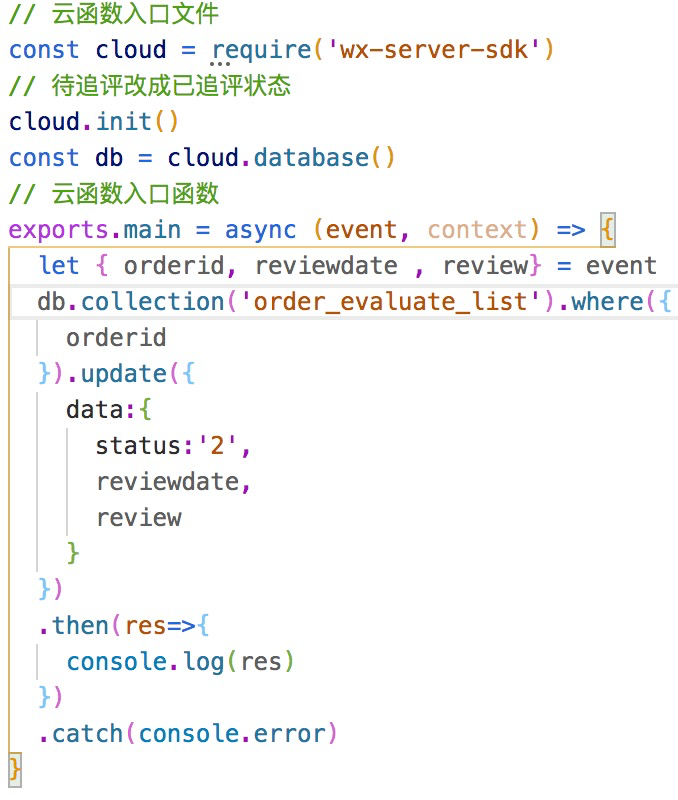 // 云函数入口文件
const cloud = require('wx-server-sdk')
// 待追评改成已追评状态
cloud.init()
const db = cloud.database()
// 云函数入口函数
exports.main = async (event, context) => {
  let { orderid, reviewdate , review} = event
  db.collection('order_evaluate_list').where({
    orderid
  }).update({
    data:{
      status:'2',
      reviewdate,
      review
    }
  })
  .then(res=>{
    console.log(res)
  })
  .catch(console.error)
}